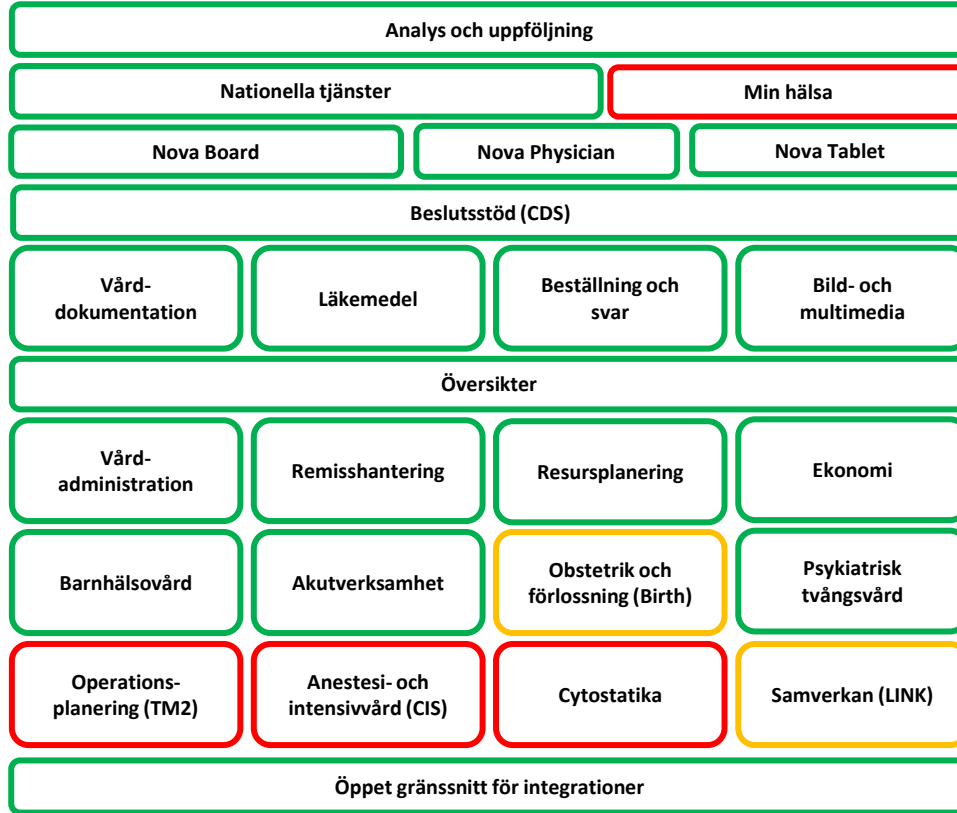 Analys och uppföljning
Nationella tjänster
Min hälsa
Nova Board
Nova Physician
Nova Tablet
Beslutsstöd (CDS)
Vård-
dokumentation
Läkemedel
Beställning och
svar
Bild- och
multimedia
Översikter
Vård-
administration
Remisshantering
Resursplanering
Ekonomi
Barnhälsovård
Akutverksamhet
Obstetrik och
förlossning (Birth)
Psykiatrisk
tvångsvård
Operations-
planering (TM2)
Anestesi- och
intensivvård (CIS)
Cytostatika
Samverkan (LINK)
Öppet gränssnitt för integrationer